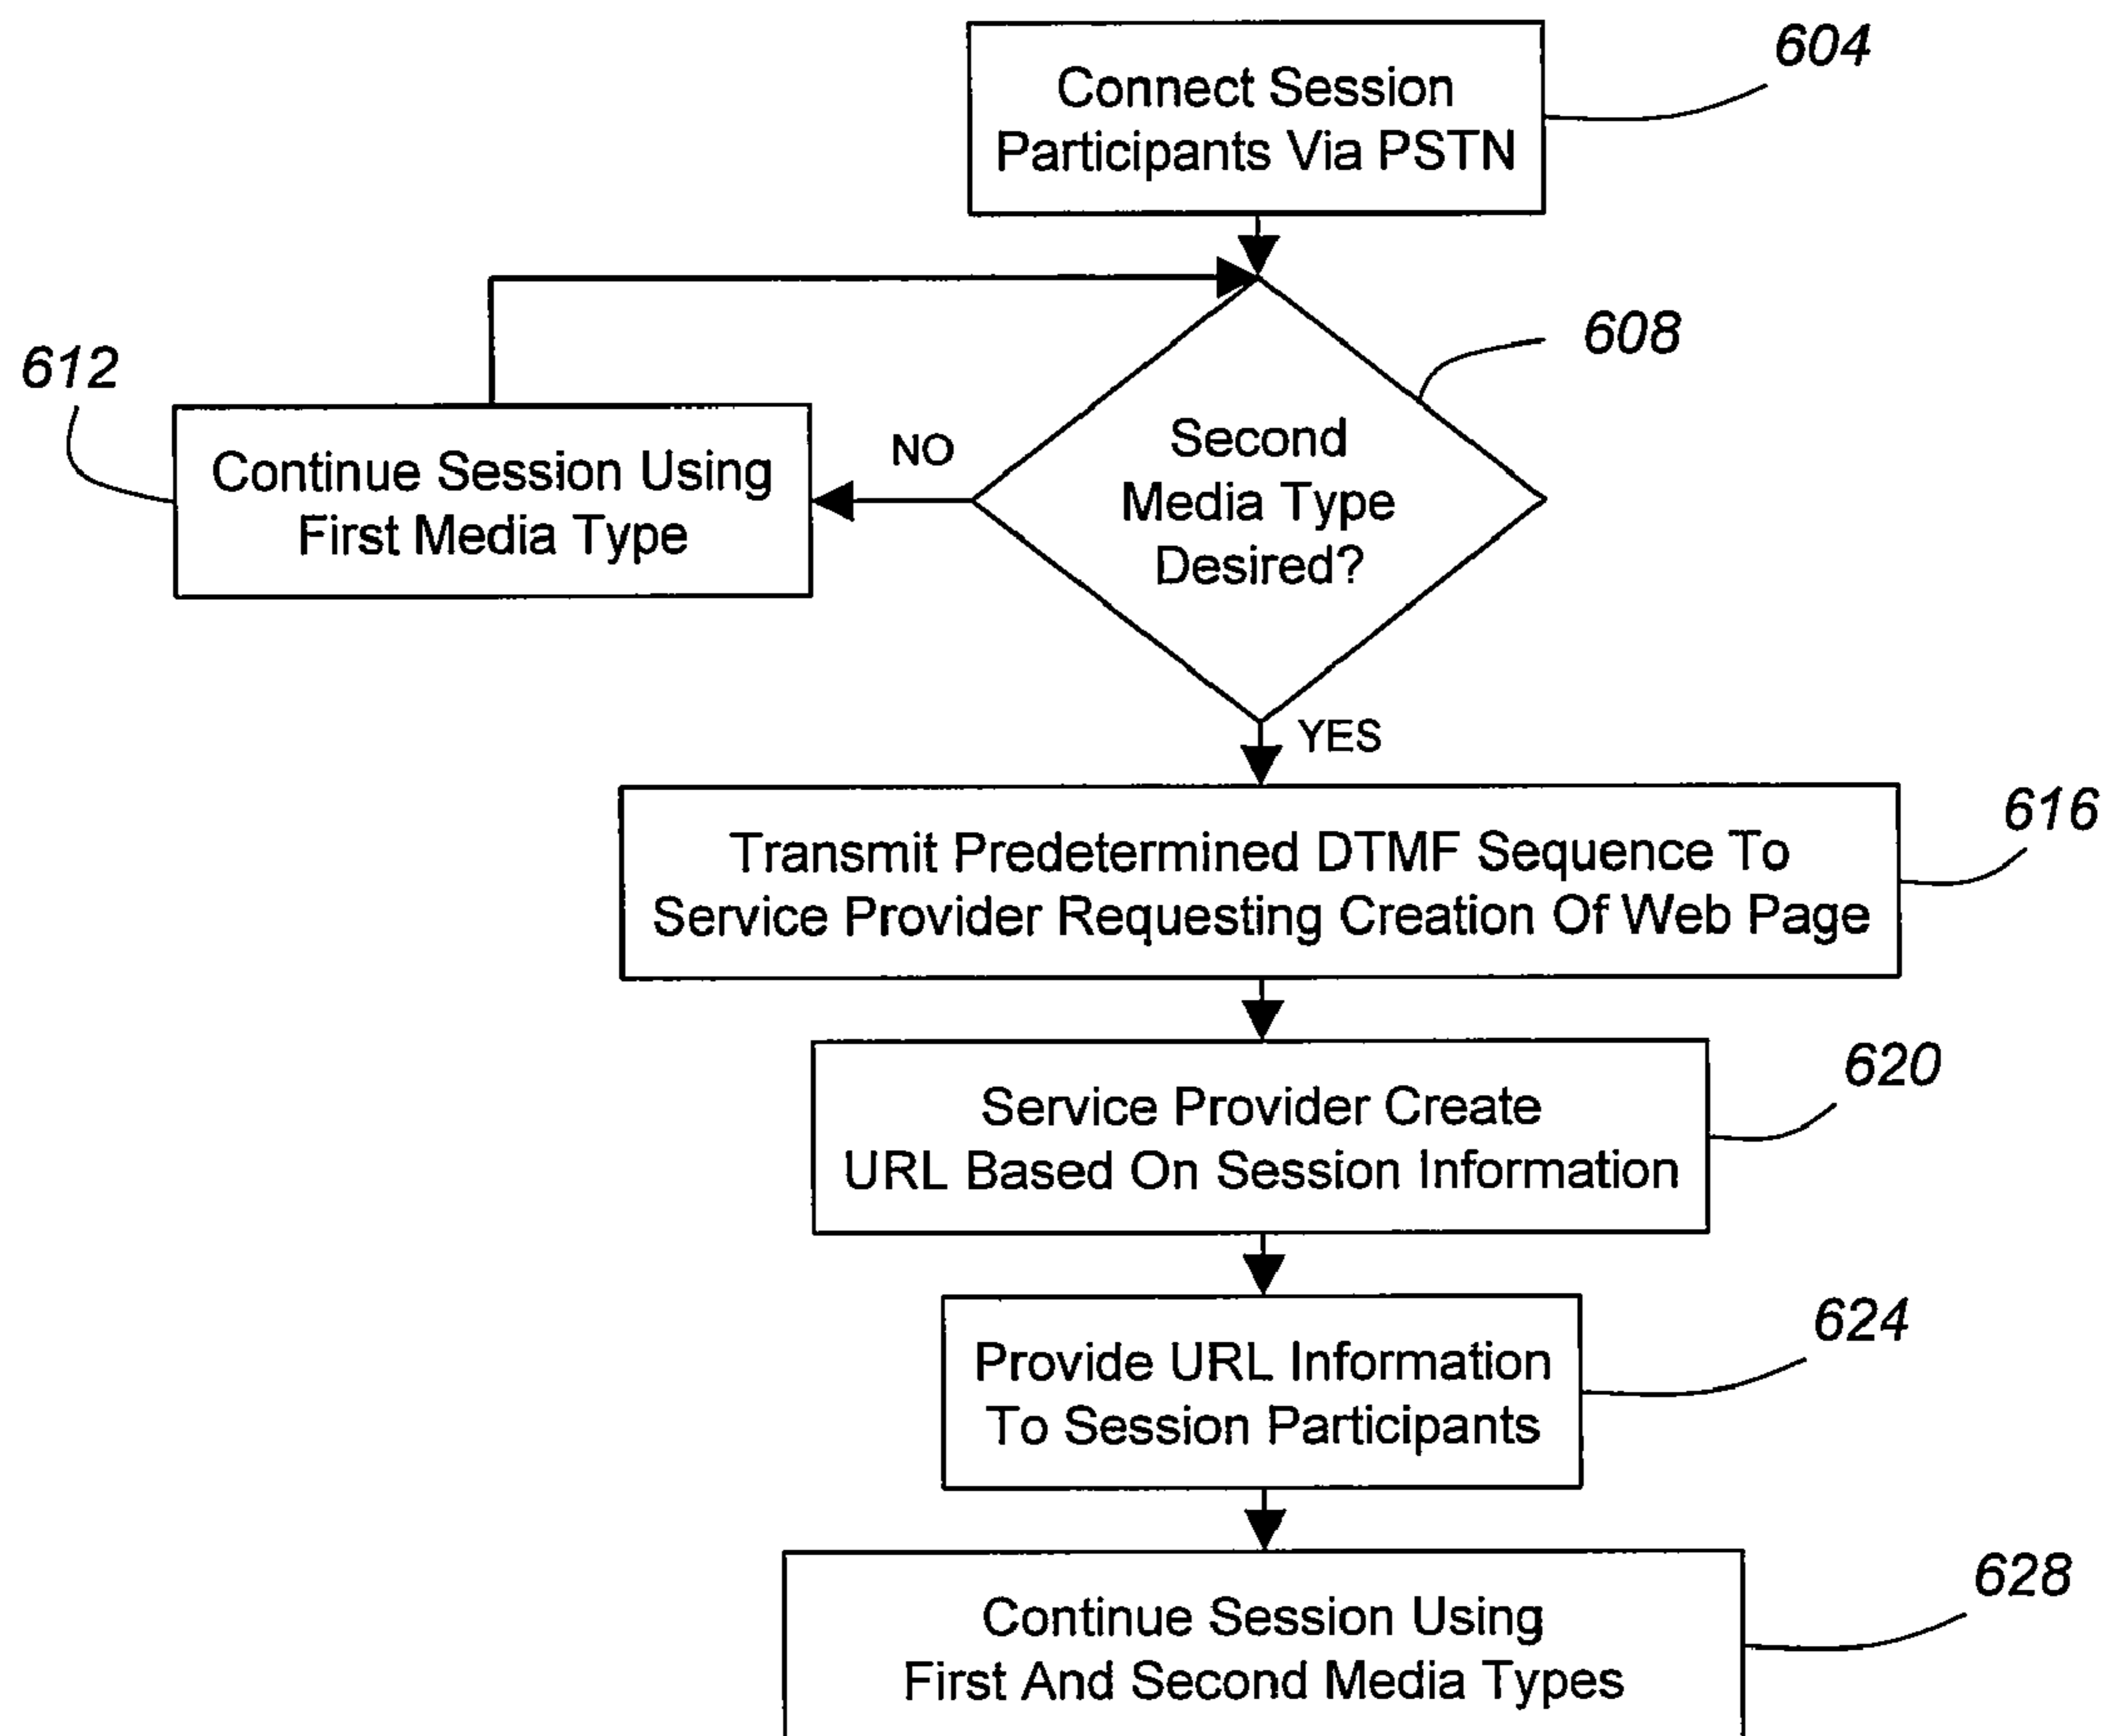 604
Connect Session
Participants Via PSTN
608
612
Second
Media Type
Desired?
NO
Continue Session Using
First Media Type
YES
616
Transmit Predetermined DTMF Sequence To
Service Provider Requesting Creation Of Web Page
620
Service Provider Create
URL Based On Session Information
624
Provide URL Information
To Session Participants
628
Continue Session Using
First And Second Media Types